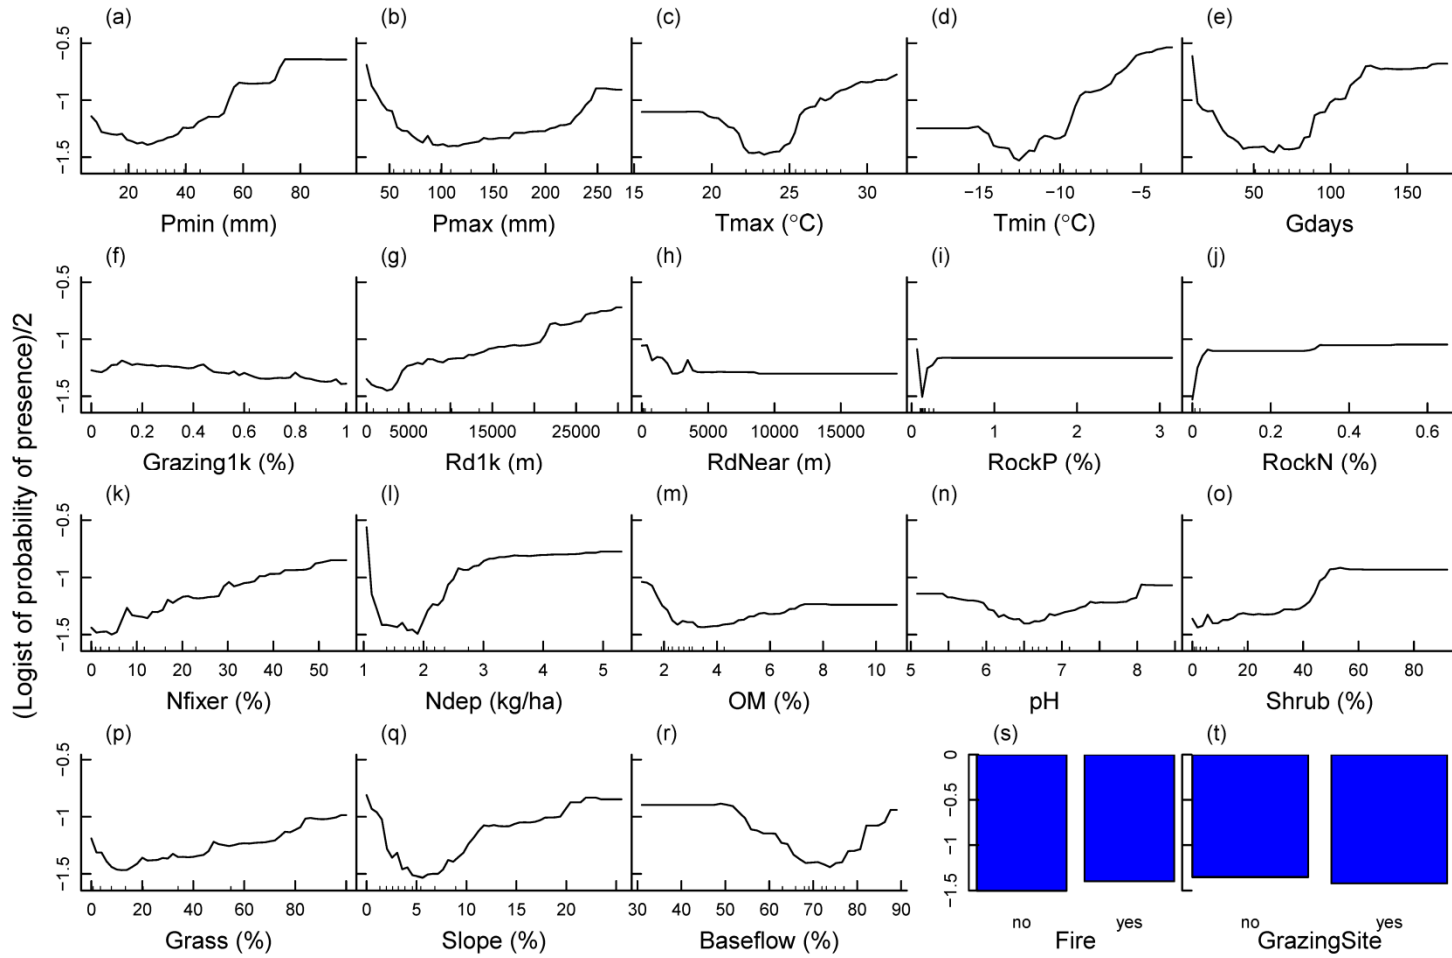 (a) (b) (c) (d) (e)
−0.5
−1
−1.5
20 40 60 80
50 100 150 200 250
15 20 25 30
−15 −10 −5
0 50 100 150
Pmin (mm) Pmax (mm) Tmax (°C) Tmin (°C) Gdays
(f) (g) (h) (i) (j)
−0.5
−1
−1.5
0 0.2 0.4 0.6 0.8 1
0 5000 15000 25000
0 5000 10000 15000
0 1 2 3
0 0.2 0.4 0.6
Grazing1k (%) Rd1k (m) RdNear (m) RockP (%) RockN (%)
(Logist of probability of presence)/2
(k) (l) (m) (n) (o)
−0.5
−1
−1.5
0 10 20 30 40 50
1 2 3 4 5
2 4 6 8 10
5 6 7 8
0 20 40 60 80
Nfixer (%) Ndep (kg/ha) OM (%) pH Shrub (%)
(p) (q) (r) (s) (t)
−0.5
−1
−1.5
0 20 40 60 80
0 5 10 15 20
30 40 50 60 70 80 90
0
−0.5
−1
−1.5
no yes
no yes
Grass (%) Slope (%) Baseflow (%) Fire GrazingSite